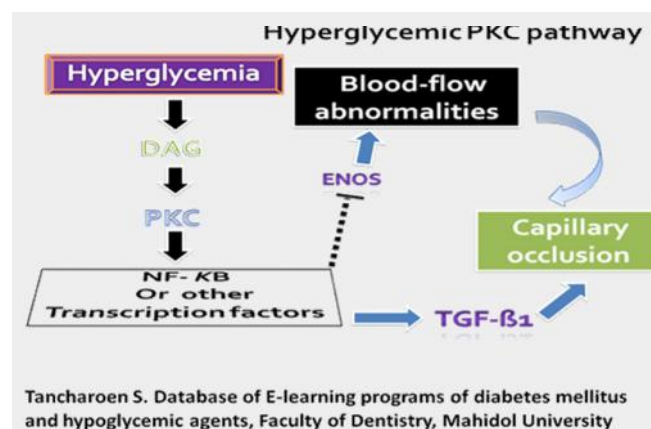 Hyperglycemic PKC pathway
Hyperglycemia
DAG
PKC
NF- KB
Or other
Transcription factors
Blood-flow
abnormalities
ENOS
TGF-ß1
Capillary
occlusion
Tancharoen S. Database of E-learning programs of diabetes mellitus
and hypoglycemic agents, Faculty of Dentistry, Mahidol University